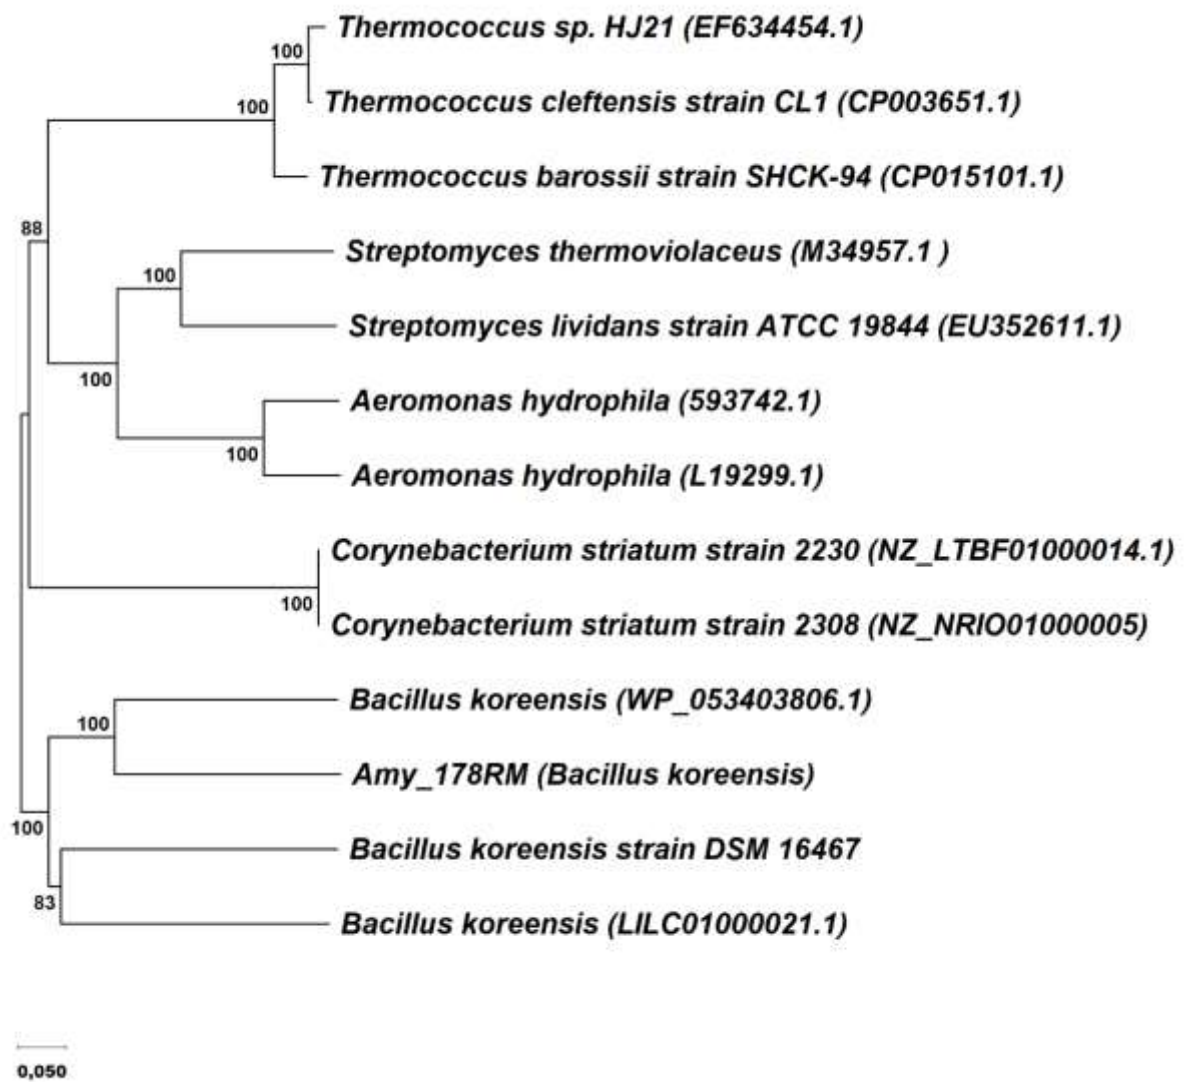 Thermococcus sp. HJ21 (EF634454.1)
100
Thermococcus cleftensis strain CL1 (CP003651.1)
100
Thermococcus barossii strain SHCK-94 (CP015101.1)
88
Streptomyces thermoviolaceus (M34957.1 )
100
Streptomyces lividans strain ATCC 19844 (EU352611.1)
100
Aeromonas hydrophila (593742.1)
100
Aeromonas hydrophila (L19299.1)
Corynebacterium striatum strain 2230 (NZ_LTBF01000014.1)
100
Corynebacterium striatum strain 2308 (NZ_NRIO01000005)
Bacillus koreensis (WP_053403806.1)
100
Amy_178RM (Bacillus koreensis)
100
Bacillus koreensis strain DSM 16467
83
Bacillus koreensis (LILC01000021.1)
0,050